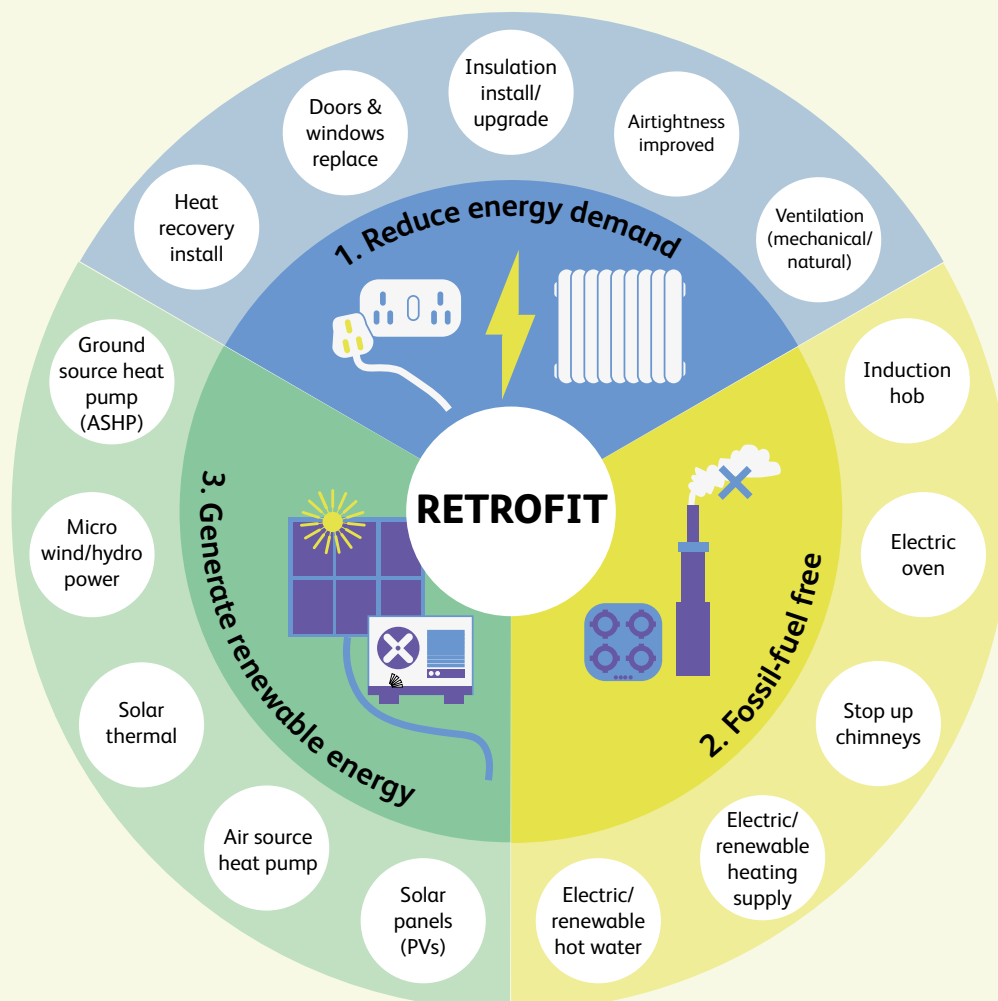 RETROFIT
1. Reduce energy demand
Heat
recovery
install
Doors &
windows
replace
Insulation
install/
upgrade
Airtightness
improved
Ventilation
(mechanical/
natural)
2. Fossil-fuel free
Induction
hob
Electric
oven
Stop up
chimneys
Electric/
renewable
heating
supply
Electric/
renewable
hot water
3. Generate renewable energy
Solar
panels
(PVs)
Air source
heat pump
Solar
thermal
Micro
wind/hydro
power
Ground
source heat
pump
(ASHP)